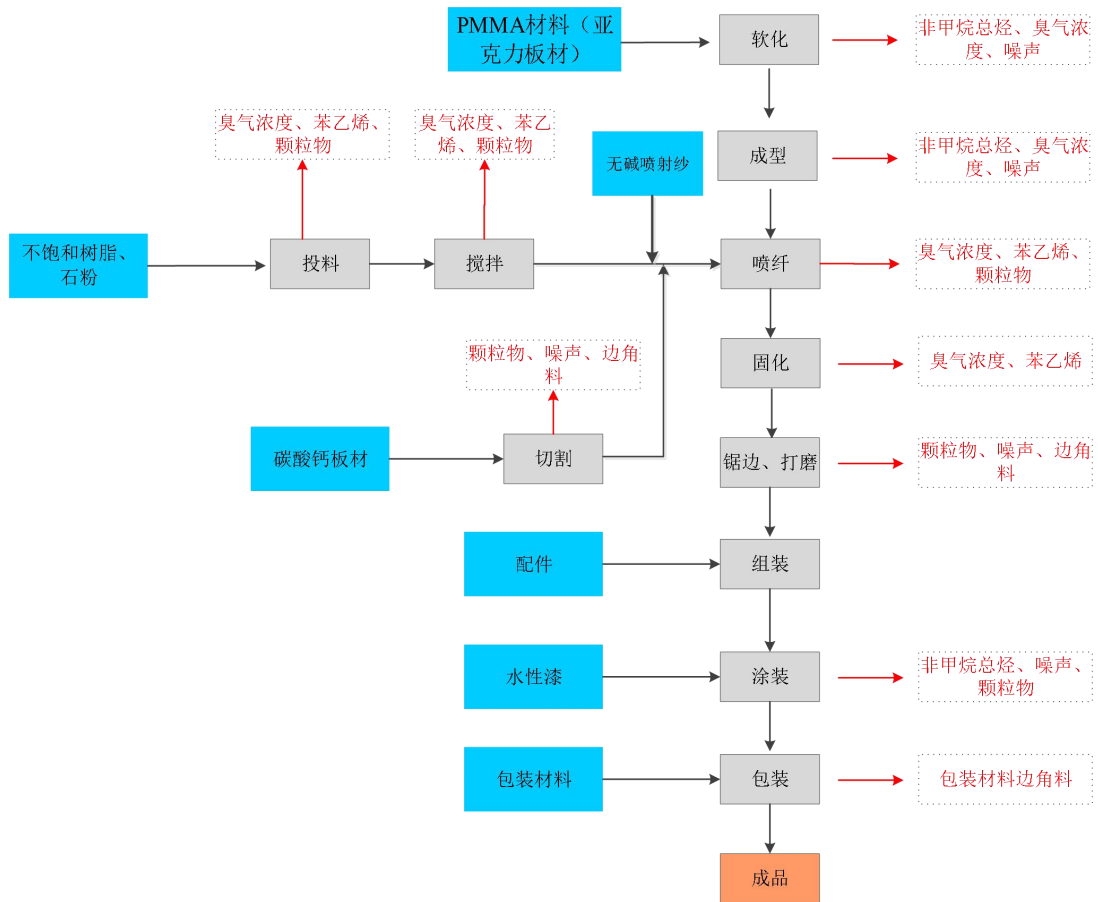 PMMA材料（亚
克力板材）
软化
非甲烷总烃、臭气浓
度、噪声
臭气浓度、苯乙烯、
颗粒物
臭气浓度、苯乙
烯、颗粒物
无碱喷射纱
成型
非甲烷总烃、臭气浓
度、噪声
不饱和树脂、
石粉
投料
搅拌
喷纤
臭气浓度、苯乙烯、
颗粒物
颗粒物、噪声、边角
料
固化
臭气浓度、苯乙烯
碳酸钙板材
切割
锯边、打磨
颗粒物、噪声、边角
料
配件
组装
水性漆
涂装
非甲烷总烃、噪声、
颗粒物
包装材料
包装
包装材料边角料
成品